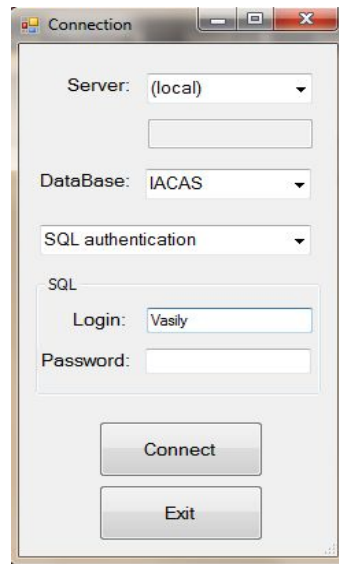 Connection
Server: (local)
DataBase: IACAS
SQL authentication
SQL
Login: Vasily
Password:
Connect
Exit